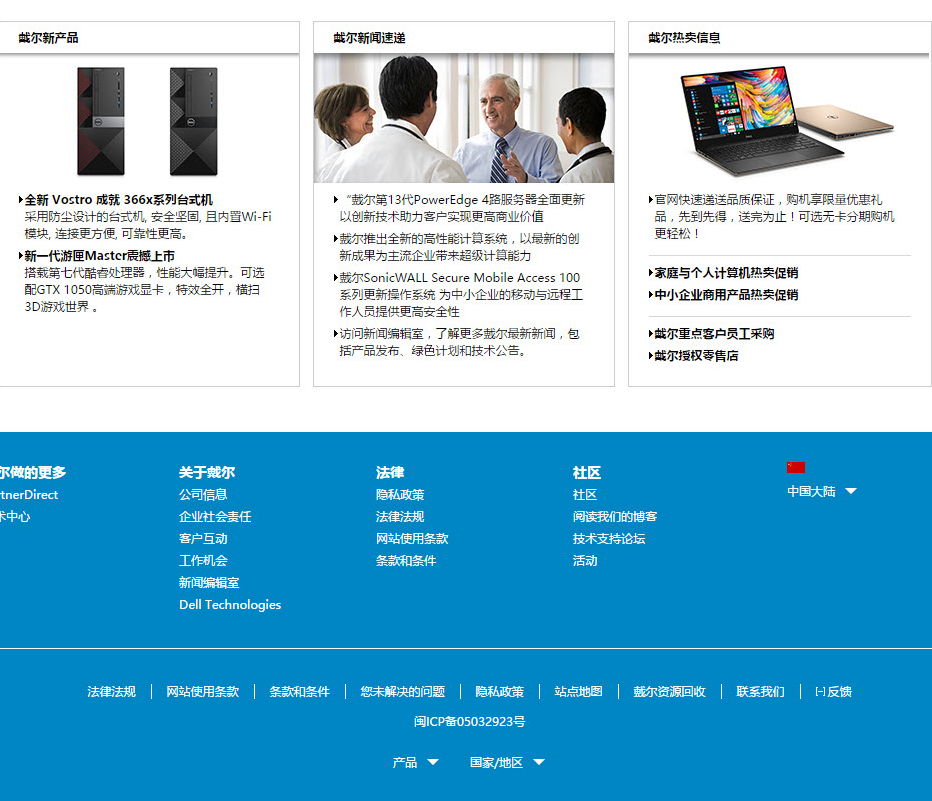 戴尔新产品
全新 Vostro 成就 366x系列台式机
采用防尘设计的台式机, 安全坚固, 且内置Wi-Fi
模块, 连接更方便, 可靠性更高。
新一代游匣Master震撼上市
搭载第七代酷睿处理器，性能大幅提升。可选
配GTX 1050高端游戏显卡，特效全开，横扫
3D游戏世界 。
戴尔新闻速递
“戴尔第13代PowerEdge 4路服务器全面更新
以创新技术助力客户实现更高商业价值
戴尔推出全新的高性能计算系统，以最新的创
新成果为主流企业带来超级计算能力
戴尔SonicWALL Secure Mobile Access 100
系列更新操作系统 为中小企业的移动与远程工
作人员提供更高安全性
访问新闻编辑室，了解更多戴尔最新新闻，包
括产品发布、绿色计划和技术公告。
戴尔热卖信息
官网快速递送品质保证，购机享限量优惠礼
品，先到先得，送完为止！可选无卡分期购机
更轻松！
家庭与个人计算机热卖促销
中小企业商用产品热卖促销
戴尔重点客户员工采购
戴尔授权零售店
尔做的更多
tnerDirect
术中心
关于戴尔
公司信息
企业社会责任
客户互动
工作机会
新闻编辑室
Dell Technologies
法律
隐私政策
法律法规
网站使用条款
条款和条件
社区
社区
阅读我们的博客
技术支持论坛
活动
中国大陆
法律法规 网站使用条款 条款和条件 您未解决的问题 隐私政策 站点地图 戴尔资源回收 联系我们 [-] 反馈
闽ICP备05032923号
产品 国家/地区